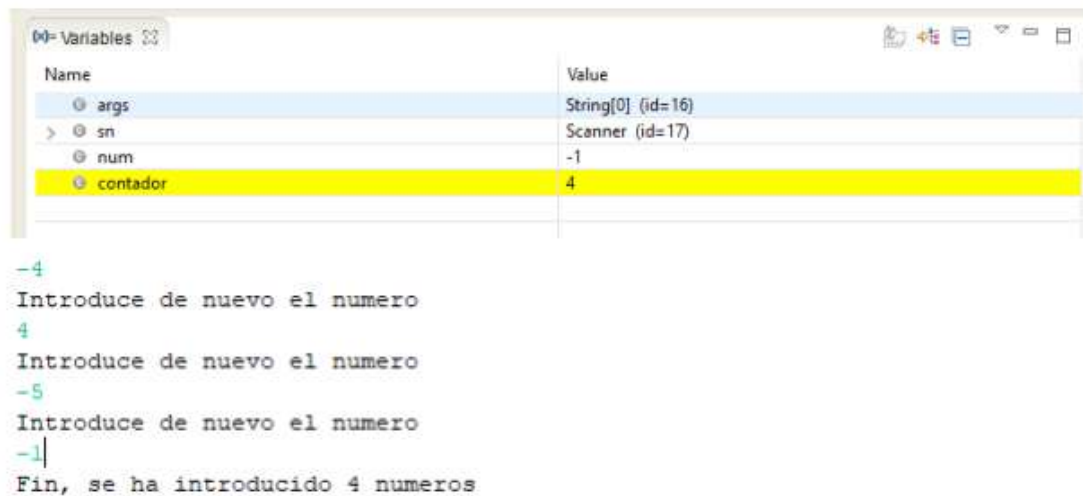 (x)= Variables
Name Value
args String[0] (id=16)
sn Scanner (id=17)
num -1
contador 4
-4
Introduce de nuevo el numero
4
Introduce de nuevo el numero
-5
Introduce de nuevo el numero
-1
Fin, se ha introducido 4 numeros